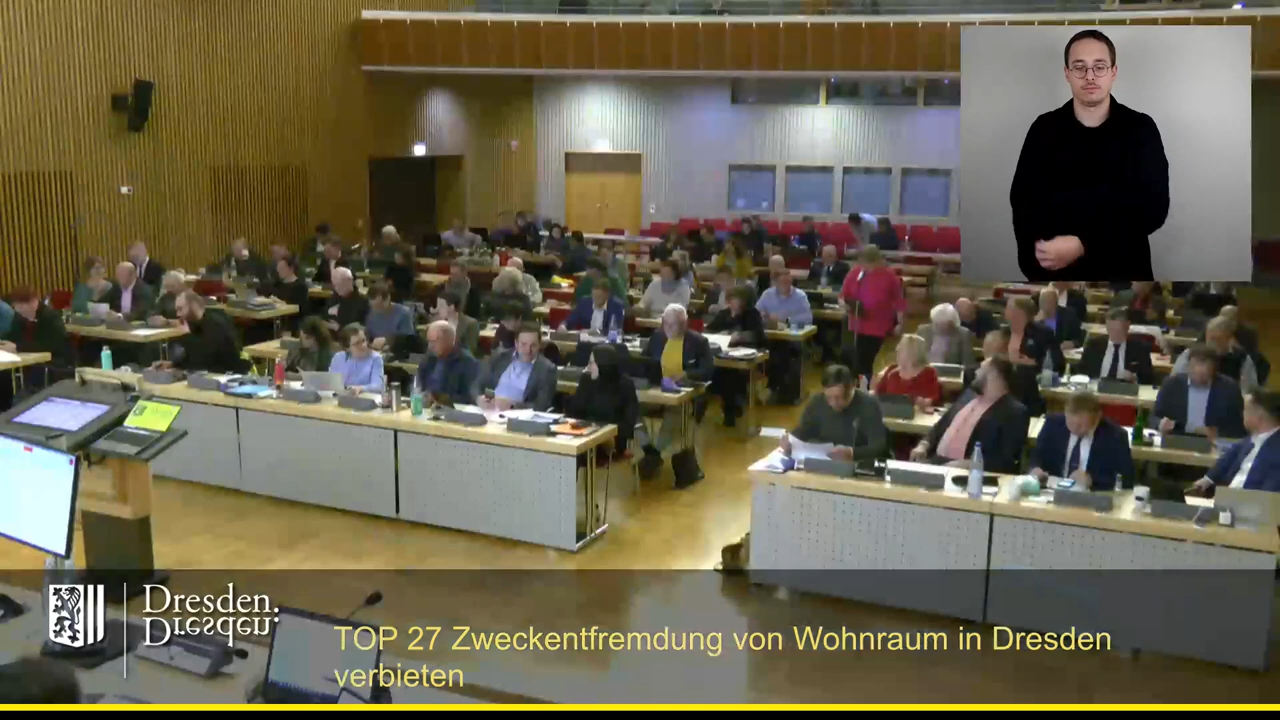 Dresden.
Dresden.
TOP 27 Zweckentfremdung von Wohnraum in Dresden
verbieten